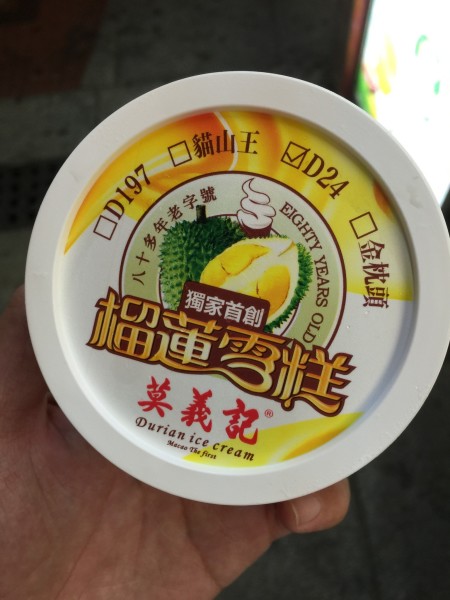 ☐D197 ☐貓山王 ☑D24 ☐金枕頭
八十多年老字號
EIGHTY YEARS OLD
獨家首創
榴蓮雪糕
莫義記®
Durian ice cream
Macao The first